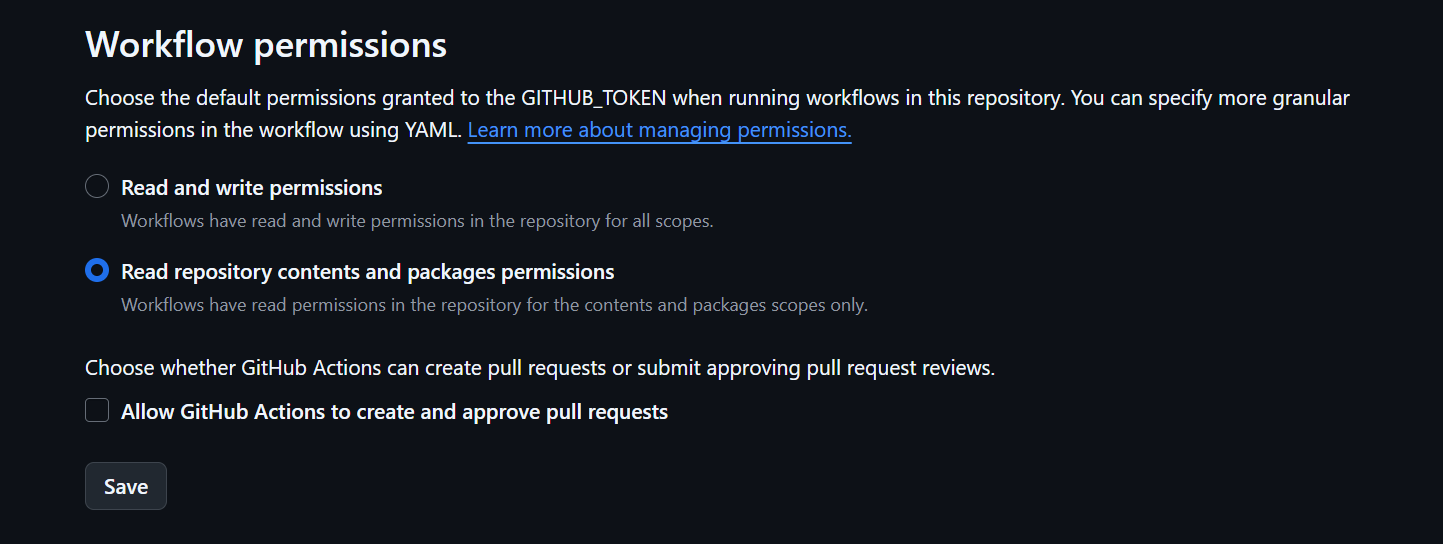 Workflow permissions
Choose the default permissions granted to the GITHUB_TOKEN when running workflows in this repository. You can specify more granular
permissions in the workflow using YAML. Learn more about managing permissions.
Read and write permissions
Workflows have read and write permissions in the repository for all scopes.
Read repository contents and packages permissions
Workflows have read permissions in the repository for the contents and packages scopes only.
Choose whether GitHub Actions can create pull requests or submit approving pull request reviews.
Allow GitHub Actions to create and approve pull requests
Save